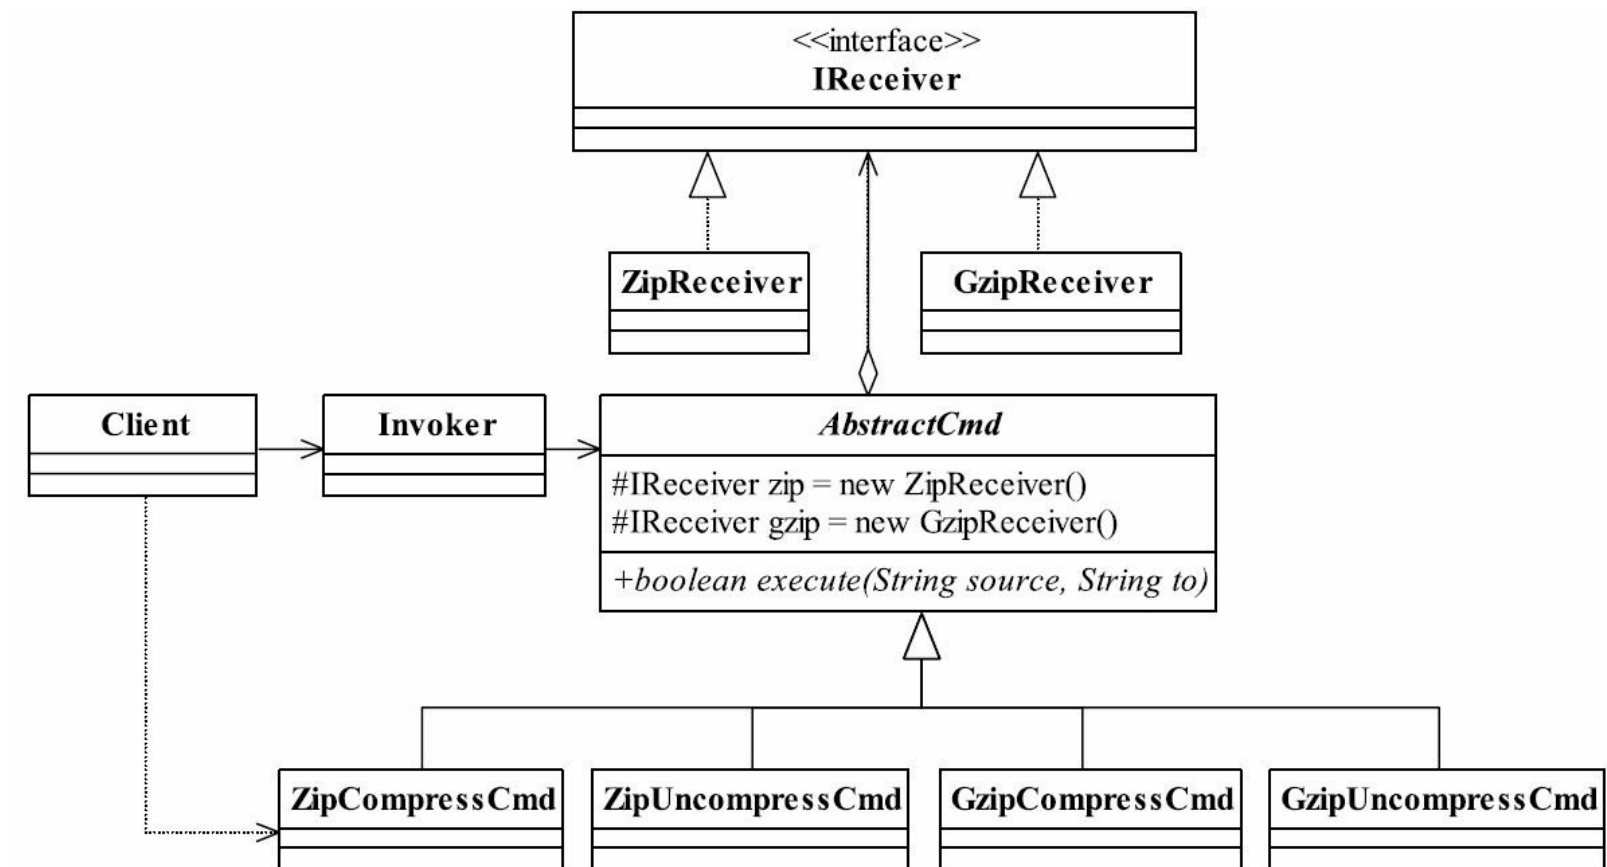 <<interface>>
IReceiver
ZipReceiver
GzipReceiver
Client
Invoker
AbstractCmd
#IReceiver zip = new ZipReceiver()
#IReceiver gzip = new GzipReceiver()
+boolean execute(String source, String to)
ZipCompressCmd
ZipUncompressCmd
GzipCompressCmd
GzipUncompressCmd